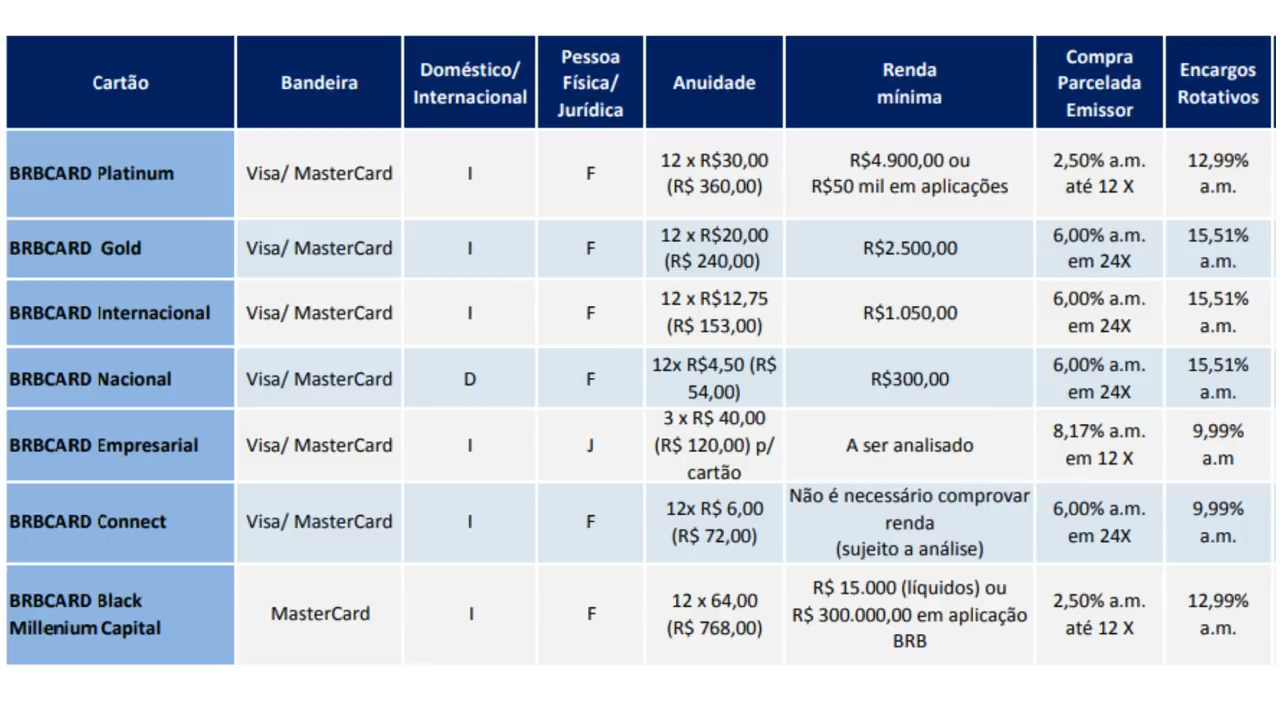 Cartão Bandeira Doméstico/ Internacional Pessoa Física/ Jurídica Anuidade Renda mínima Compra Parcelada Emissor Encargos Rotativos
BRBCARD Platinum Visa/ MasterCard I F 12 x R$30,00 (R$ 360,00) R$4.900,00 ou R$50 mil em aplicações 2,50% a.m. até 12 X 12,99% a.m.
BRBCARD Gold Visa/ MasterCard I F 12 x R$20,00 (R$ 240,00) R$2.500,00 6,00% a.m. em 24X 15,51% a.m.
BRBCARD Internacional Visa/ MasterCard I F 12 x R$12,75 (R$ 153,00) R$1.050,00 6,00% a.m. em 24X 15,51% a.m.
BRBCARD Nacional Visa/ MasterCard D F 12x R$4,50 (R$ 54,00) R$300,00 6,00% a.m. em 24X 15,51% a.m.
BRBCARD Empresarial Visa/ MasterCard I J 3 x R$ 40,00 (R$ 120,00) p/ cartão A ser analisado 8,17% a.m. em 12 X 9,99% a.m
BRBCARD Connect Visa/ MasterCard I F 12x R$ 6,00 (R$ 72,00) Não é necessário comprovar renda (sujeito a análise) 6,00% a.m. em 24X 9,99% a.m.
BRBCARD Black Millenium Capital MasterCard I F 12 x 64,00 (R$ 768,00) R$ 15.000 (líquidos) ou R$ 300.000,00 em aplicação BRB 2,50% a.m. até 12 X 12,99% a.m.